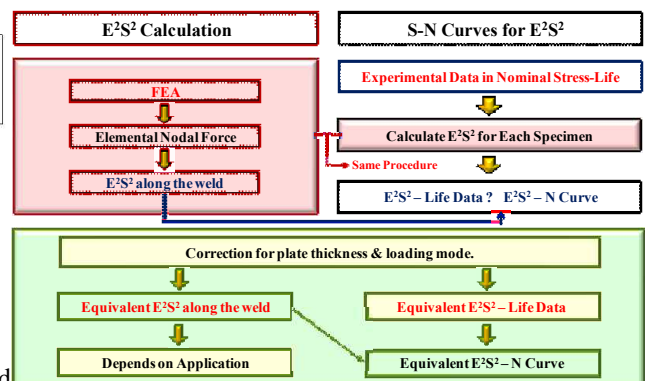 E²S² Calculation
S-N Curves for E²S²
FEA
Elemental Nodal Force
E²S² along the weld
Experimental Data in Nominal Stress-Life
Calculate E²S² for Each Specimen
Same Procedure
E²S² – Life Data ? E²S² – N Curve
Correction for plate thickness & loading mode.
Equivalent E²S² along the weld
Equivalent E²S² – Life Data
Depends on Application
Equivalent E²S² – N Curve
d